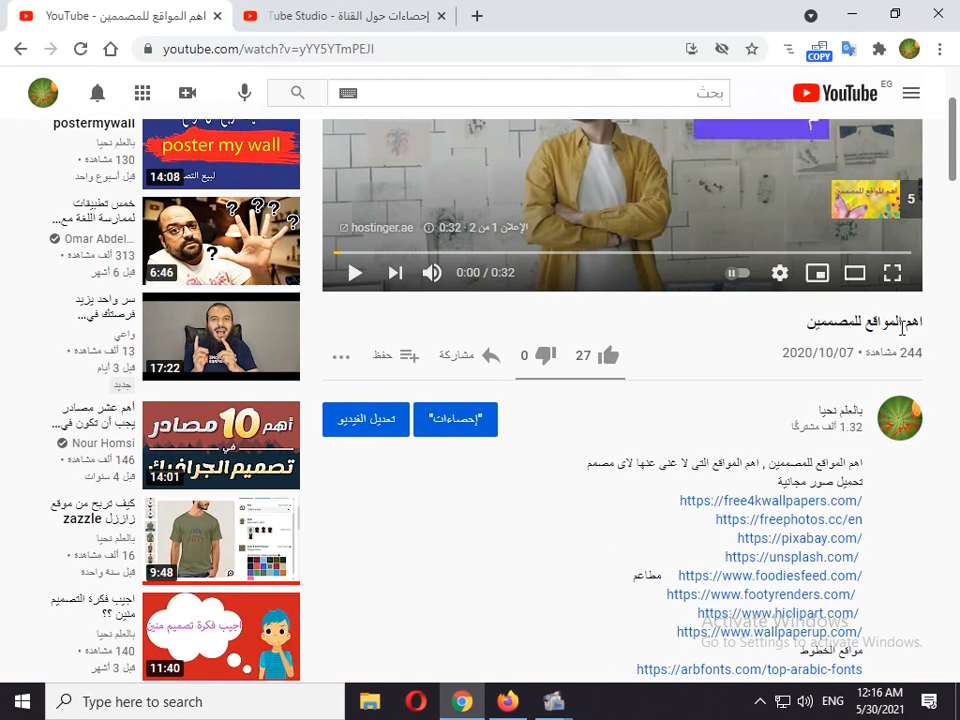 اهم المواقع للمصممين - YouTube
إحصاءات حول القناة - Tube Studio
youtube.com/watch?v=yYY5YTmPEJI
COPY
بحث
YouTube EG
postermywall
بالعلم نحيا
130 مشاهدة •
قبل أسبوع واحد
poster my wall
14:08
خمس تطبيقات
لممارسة اللغة مع...
Omar Abdel...
313 ألف مشاهدة •
قبل 6 أشهر
? ? ? ?
?
6:46
سر واحد يزيد
فرصتك في...
واعي
13 ألف مشاهدة •
قبل 3 أيام
جديد
17:22
أهم عشر مصادر
يجب أن تكون في...
Nour Homsi
146 ألف مشاهدة •
قبل 4 سنوات
أهم 10 مصادر
في
تصميم الجرافيك
14:01
كيف تربح من موقع
زاززل zazzle
بالعلم نحيا
16 ألف مشاهدة •
قبل سنة واحدة
9:48
اجيب فكرة التصميم
منين ؟؟
بالعلم نحيا
140 مشاهدة •
قبل 3 أشهر
اجيب فكرة تصميم منين
11:40
اهم المواقع للمصممين
5
hostinger.ae
0:32 • الإعلان 1 من 2
0:00 / 0:32
اهم المواقع للمصممين
244 مشاهدة • 2020/10/07
27
0
مشاركة
حفظ
بالعلم نحيا
1.32 ألف مشتركًا
"إحصاءات"
تعديل الفيديو
اهم المواقع للمصممين , اهم المواقع التى لا غنى عنها لاى مصمم
تحميل صور مجانية
https://free4kwallpapers.com/
https://freephotos.cc/en
https://pixabay.com/
https://unsplash.com/
https://www.foodiesfeed.com/ مطاعم
https://www.footyrenders.com/
https://www.hiclipart.com/
https://www.wallpaperup.com/
مواقع الخطوط
https://arbfonts.com/top-arabic-fonts
Activate Windows
Go to Settings to activate Windows.
Type here to search
ENG
12:16 AM
5/30/2021